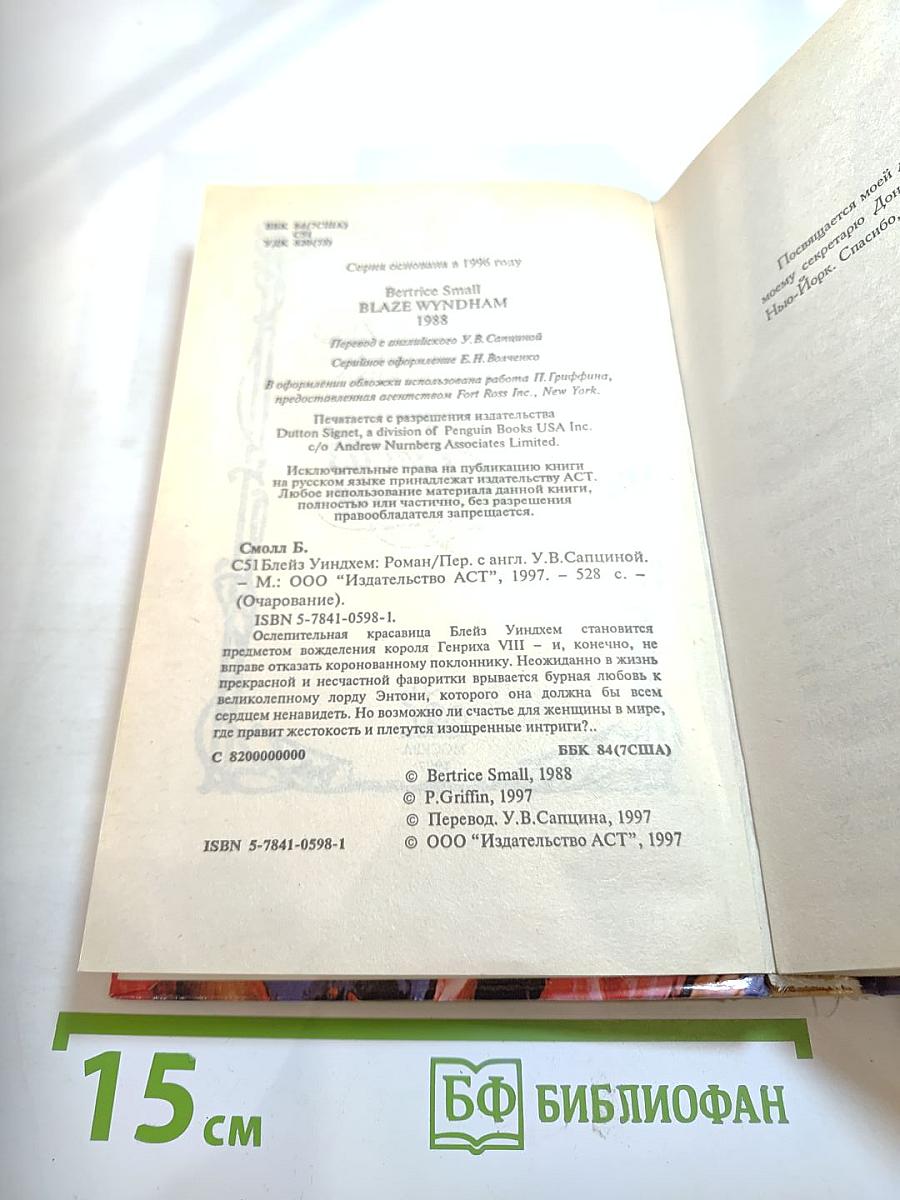 ББК 84(7США)
С51
УДК 820(73)
Серия основана в 1996 году
Bertrice Small
BLAZE WYNDHAM
1988
Перевод с английского У.В.Сапциной
Серийное оформление Е.Н.Волченко
В оформлении обложки использована работа П.Гриффина,
предоставленная агентством Fort Ross Inc., New York.
Печатается с разрешения издательства
Dutton Signet, a division of Penguin Books USA Inc.
c/o Andrew Nurnberg Associates Limited.
Исключительные права на публикацию книги
на русском языке принадлежат издательству АСТ.
Любое использование материала данной книги,
полностью или частично, без разрешения
правообладателя запрещается.
Смолл Б.
С51 Блейз Уиндхем: Роман/Пер. с англ. У.В.Сапциной.
– М.: ООО “Издательство АСТ”, 1997. – 528 с. –
(Очарование).
ISBN 5-7841-0598-1.
Ослепительная красавица Блейз Уиндхем становится
предметом вожделения короля Генриха VIII – и, конечно, не
вправе отказать коронованному поклоннику. Неожиданно в жизнь
прекрасной и несчастной фаворитки врывается бурная любовь к
великолепному лорду Энтони, которого она должна бы всем
сердцем ненавидеть. Но возможно ли счастье для женщины в мире,
где правит жестокость и плетутся изощренные интриги?..
С 8200000000 ББК 84(7США)
© Bertrice Small, 1988
© P.Griffin, 1997
© Перевод. У.В.Сапцина, 1997
ISBN 5-7841-0598-1 © ООО “Издательство АСТ”, 1997
Посвящается моей
моему секретарю
Нью-Йорк. Спасибо,
15 см
БФ БИБЛИОФАН